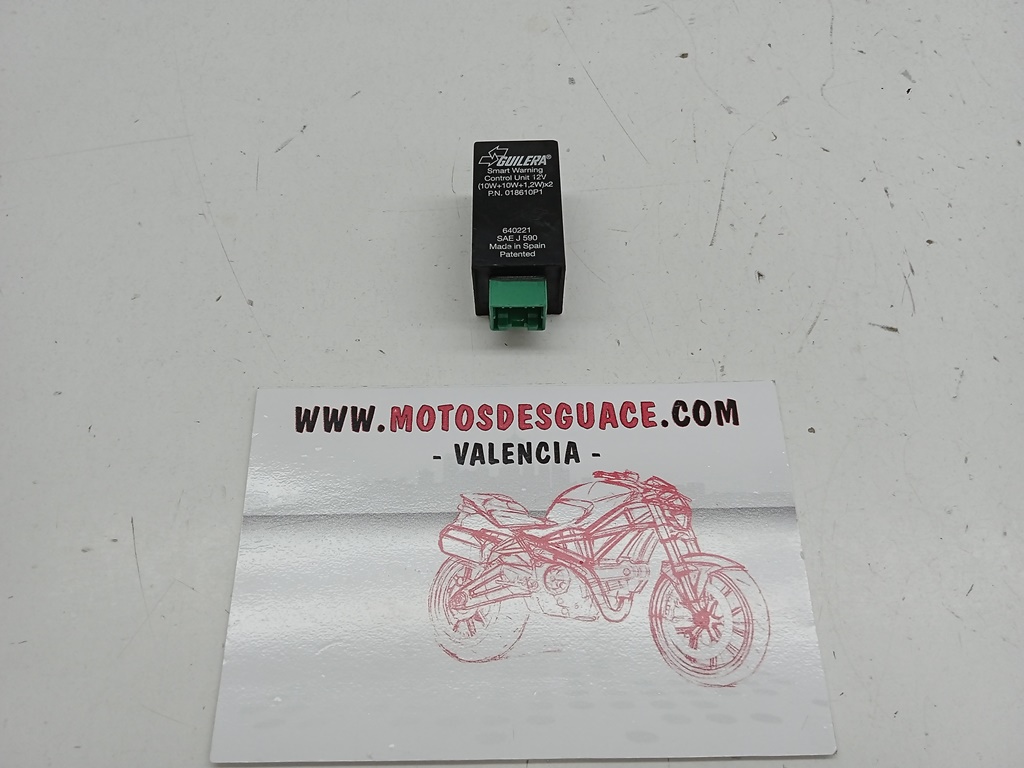 GUILERA®
Smart Warning
Control Unit 12V
(10W+10W+1,2W)x2
P.N. 018610P1
640221
SAE J 590
Made in Spain
Patented
WWW.MOTOSDESGUACE.COM
- VALENCIA -